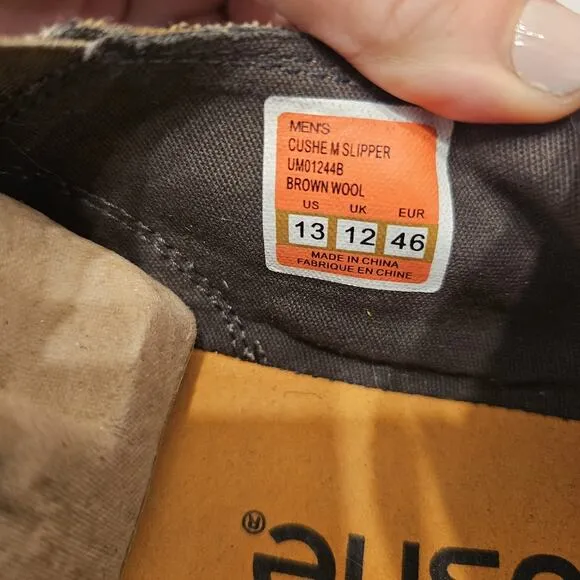 MEN'S
CUSHE M SLIPPER
UM01244B
BROWN WOOL
US UK EUR
13 12 46
MADE IN CHINA
FABRIQUE EN CHINE
®